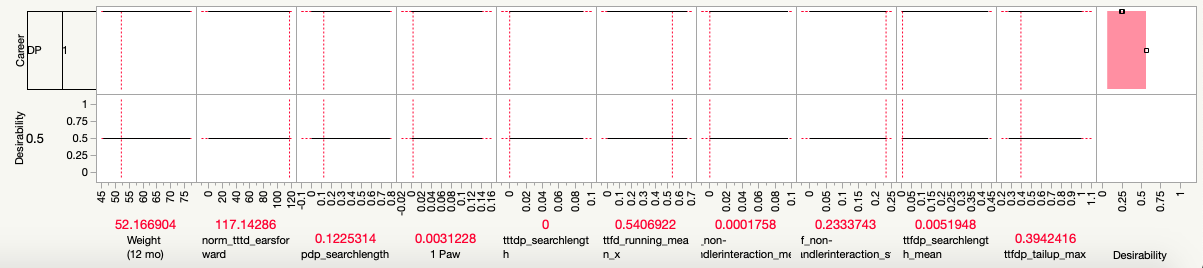 Career
DP 1
Desirability
0.5
1
0.75
0.5
0.25
0
45 50 55 60 65 70 75
0 20 40 60 80 100 120
-0.1 0 0.1 0.2 0.3 0.4 0.5 0.6 0.7 0.8
-0.02 0 0.02 0.04 0.06 0.08 0.1 0.12 0.14 0.16
0 0.02 0.04 0.06 0.08 0.1
0 0.1 0.2 0.3 0.4 0.5 0.6 0.7
0 0.02 0.04 0.06 0.08 0.1
0 0.05 0.1 0.15 0.2 0.25
0 0.05 0.1 0.15 0.2 0.25 0.3 0.35 0.4 0.45
0.2 0.3 0.4 0.5 0.6 0.7 0.8 0.9 1 1.1
0 0.25 0.5 0.75 1
52.166904
Weight
(12 mo)
117.14286
norm_tttd_earsfor
ward
0.1225314
pdp_searchlength
0.0031228
1 Paw
0
tttdp_searchlengt
h
0.5406922
ttfd_running_mea
n_x
0.0001758
_non-
ndlerinteraction_me
0.2333743
f_non-
andlerinteraction_s
0.0051948
ttfdp_searchlengt
h_mean
0.3942416
ttfdp_tailup_max
Desirability